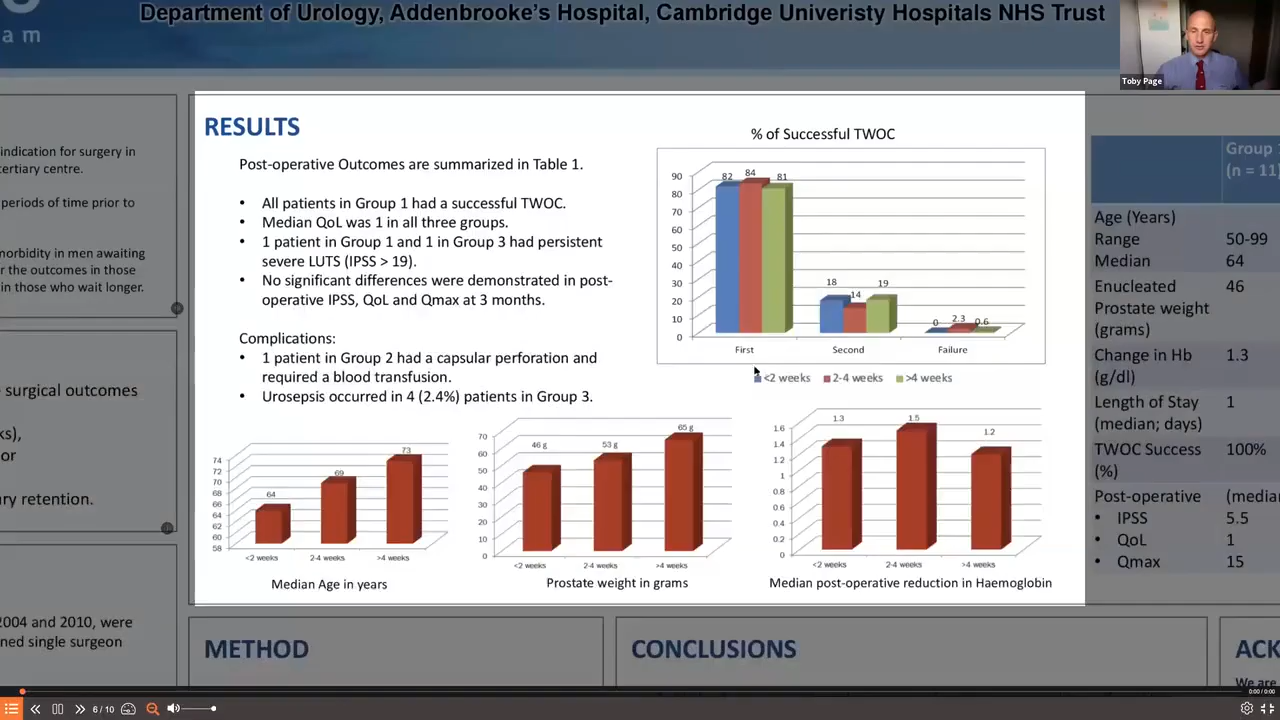 Department of Urology, Addenbrooke's Hospital, Cambridge Univeristy Hospitals NHS Trust
a m
Toby Page
indication for surgery in
tertiary centre.
periods of time prior to
morbidity in men awaiting
r the outcomes in those
in those who wait longer.
e surgical outcomes
ks),
or
ry retention.
2004 and 2010, were
ned single surgeon
RESULTS
Post-operative Outcomes are summarized in Table 1.
• All patients in Group 1 had a successful TWOC.
• Median QoL was 1 in all three groups.
• 1 patient in Group 1 and 1 in Group 3 had persistent
severe LUTS (IPSS > 19).
• No significant differences were demonstrated in post-
operative IPSS, QoL and Qmax at 3 months.
Complications:
• 1 patient in Group 2 had a capsular perforation and
required a blood transfusion.
• Urosepsis occurred in 4 (2.4%) patients in Group 3.
% of Successful TWOC
90
80
70
60
50
40
30
20
10
0
82 84 81
18 14 19
0 2.3 0.6
First Second Failure
<2 weeks 2-4 weeks >4 weeks
74
72
70
68
66
64
62
60
58
64 69 73
<2 weeks 2-4 weeks >4 weeks
Median Age in years
70
60
50
40
30
20
10
0
46 g 53 g 65 g
<2 weeks 2-4 weeks >4 weeks
Prostate weight in grams
1.6
1.4
1.2
1
0.8
0.6
0.4
0.2
0
1.3 1.5 1.2
<2 weeks 2-4 weeks >4 weeks
Median post-operative reduction in Haemoglobin
Group
(n = 11)
Age (Years)
Range 50-99
Median 64
Enucleated 46
Prostate weight
(grams)
Change in Hb 1.3
(g/dl)
Length of Stay 1
(median; days)
TWOC Success 100%
(%)
Post-operative (media
• IPSS 5.5
• QoL 1
• Qmax 15
METHOD
CONCLUSIONS
ACK
We are
0:00 / 0:00
6 / 10